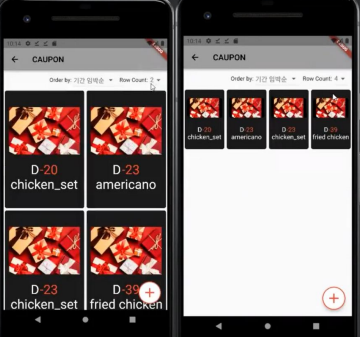 10:14
CAUPON
Order by: 기간 임박순 Row Count: 2
D-20
chicken_set
D-23
americano
D-23
chicken_set
D-39
fried chicken
10:14
CAUPON
Order by: 기간 임박순 Row Count: 4
D-20
chicken_set
D-23
americano
D-23
chicken_set
D-39
fried chicken